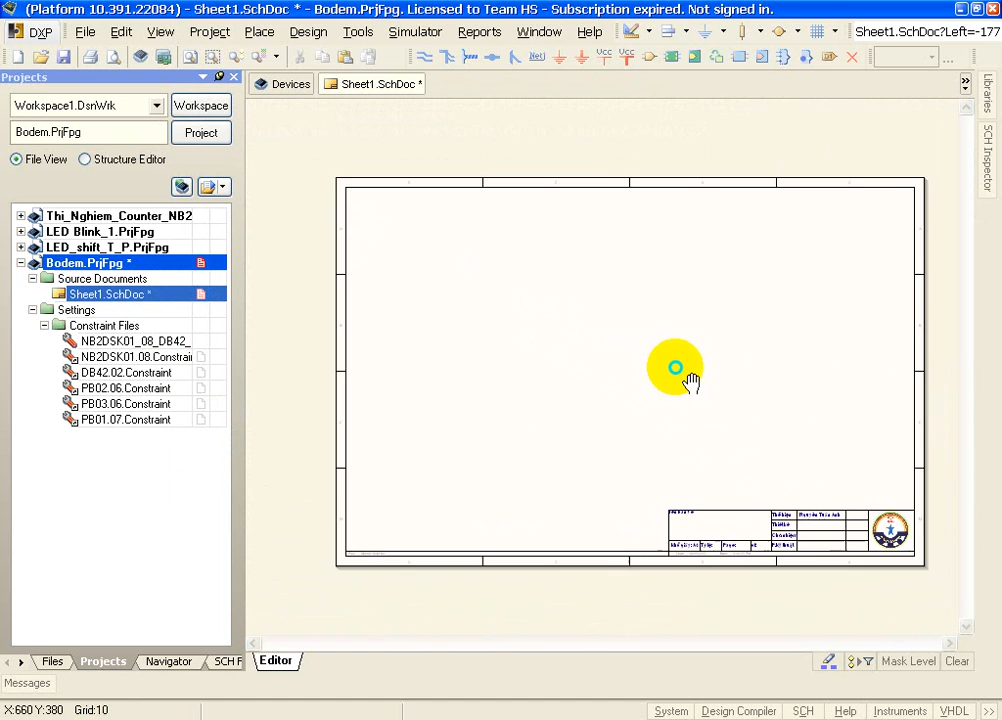 (Platform 10.391.22084) - Sheet1.SchDoc * - Bodem.PrjFpg. Licensed to Team HS - Subscription expired. Not signed in.
DXP File Edit View Project Place Design Tools Simulator Reports Window Help Sheet1.SchDoc?Left=-177
Vcc Vcc
Net
...
Projects
Devices Sheet1.SchDoc *
Workspace1.DsnWrk Workspace
Bodem.PrjFpg Project
File View Structure Editor
Libraries
SCH Inspector
Thi_Nghiem_Counter_NB2
LED Blink_1.PrjFpg
LED_shift_T_P.PrjFpg
Bodem.PrjFpg *
Source Documents
Sheet1.SchDoc *
Settings
Constraint Files
NB2DSK01_08_DB42_
NB2DSK01.08.Constrai
DB42.02.Constraint
PB02.06.Constraint
PB03.06.Constraint
PB01.07.Constraint
Files Projects Navigator SCH F
Editor Mask Level Clear
Messages
X:660 Y:380 Grid:10 System Design Compiler SCH Help Instruments VHDL >>